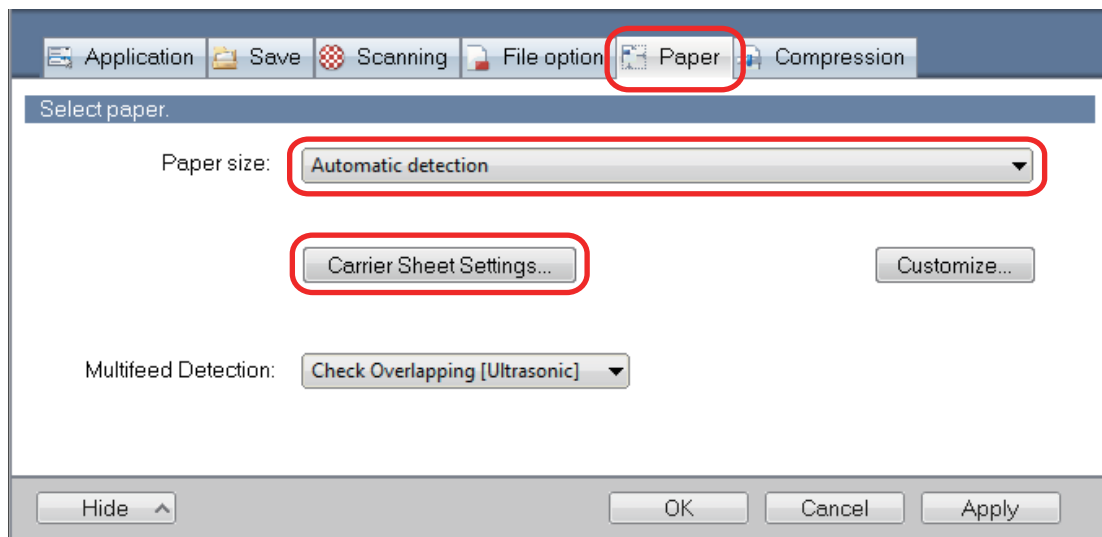 Application Save Scanning File option Paper Compression
Select paper.
Paper size: Automatic detection
Carrier Sheet Settings... Customize...
Multifeed Detection: Check Overlapping [Ultrasonic]
Hide OK Cancel Apply